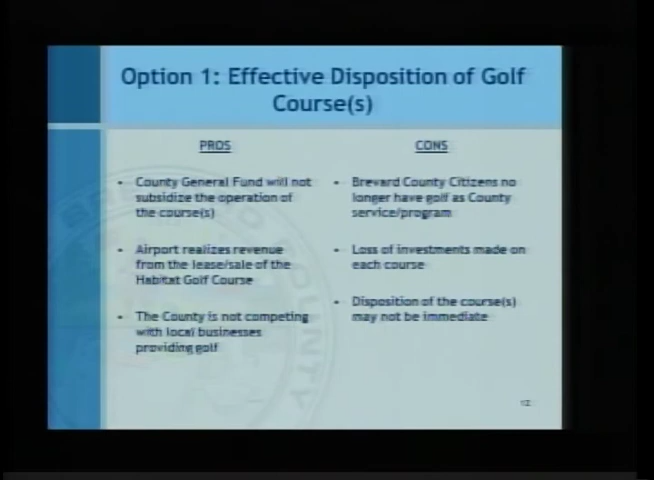 Option 1: Effective Disposition of Golf
Course(s)
PROS
• County General Fund will not
subsidize the operation of
the course(s)
• Airport realizes revenue
from the lease/sale of the
Habitat Golf Course
• The County is not competing
with local businesses
providing golf
CONS
• Brevard County Citizens no
longer have golf as County
service/program
• Loss of investments made on
each course
• Disposition of the course(s)
may not be immediate
12
BREVARD COUNTY